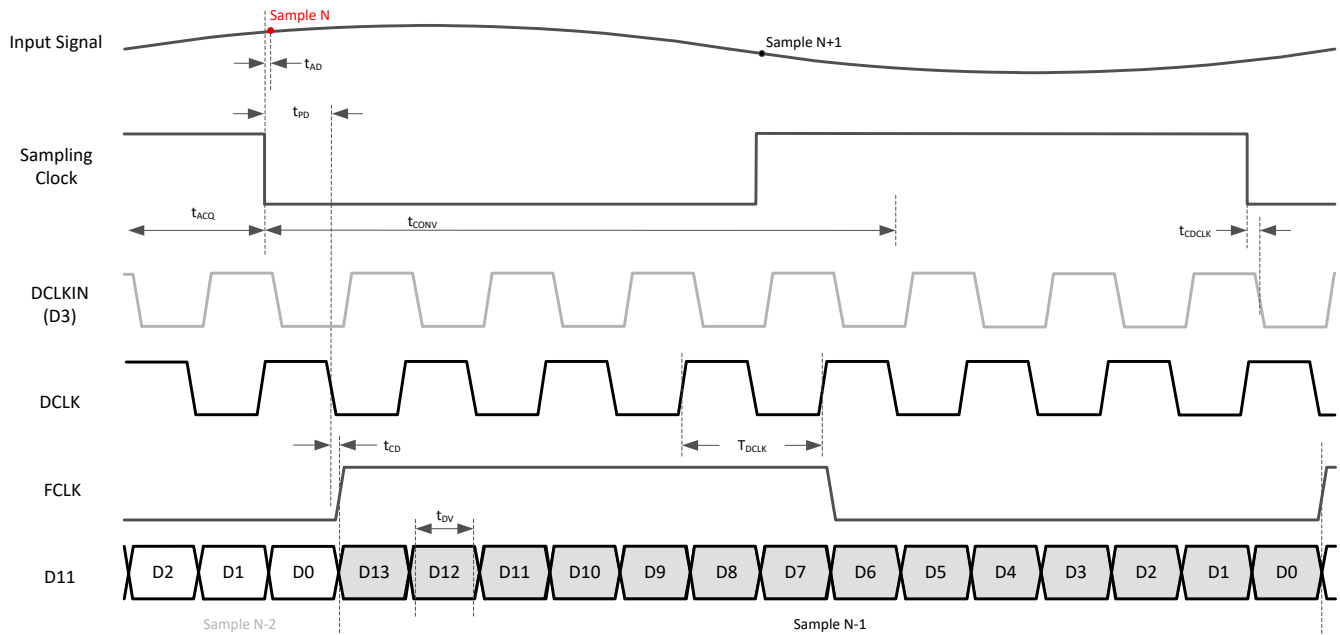 Sample N
Input Signal
Sample N+1
tAD
tPD
Sampling
Clock
tACQ
tCONV
tCDCLK
DCLKIN
(D3)
DCLK
tCD
TDCLK
FCLK
tDV
D11
D2 D1 D0 D13 D12 D11 D10 D9 D8 D7 D6 D5 D4 D3 D2 D1 D0
Sample N-2
Sample N-1